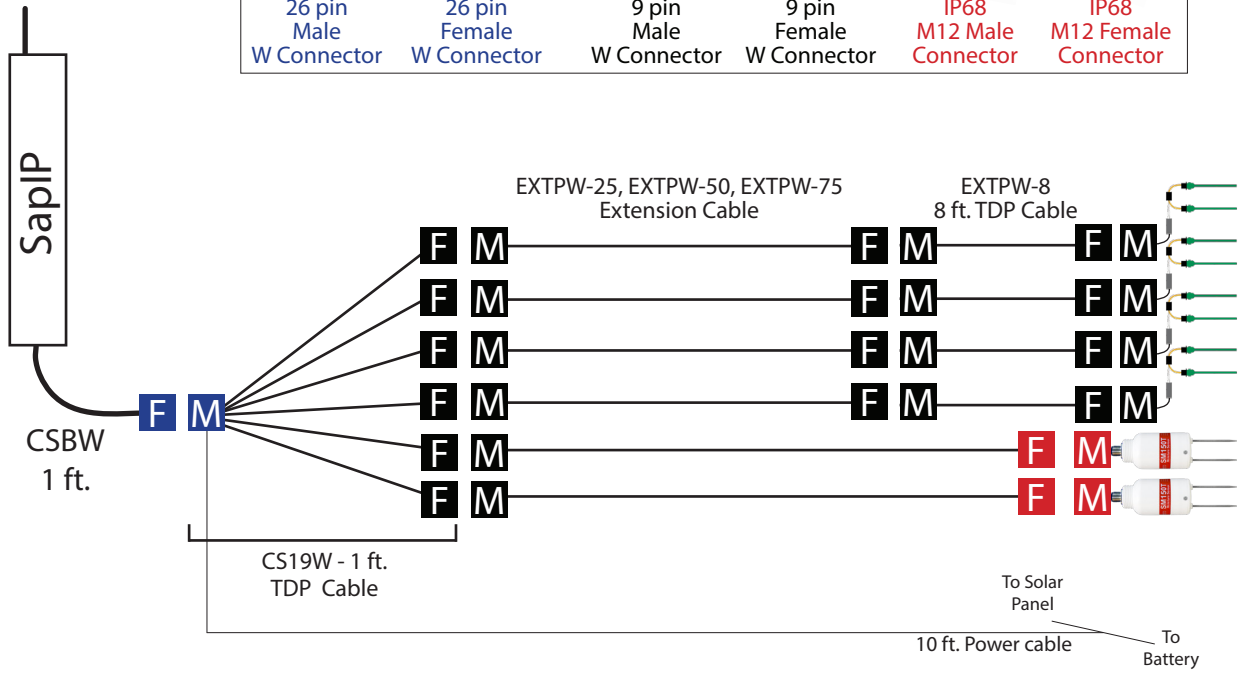 26 pin
Male
W Connector
26 pin
Female
W Connector
9 pin
Male
W Connector
9 pin
Female
W Connector
IP68
M12 Male
Connector
IP68
M12 Female
Connector
SapIP
EXTPW-25, EXTPW-50, EXTPW-75
Extension Cable
EXTPW-8
8 ft. TDP Cable
F M F M F M
F M F M F M
F M F M F M
F M F M F M
F M
CSBW
1 ft.
F M F M
SM150T
F M F M
SM150T
CS19W - 1 ft.
TDP Cable
To Solar
Panel
10 ft. Power cable
To
Battery